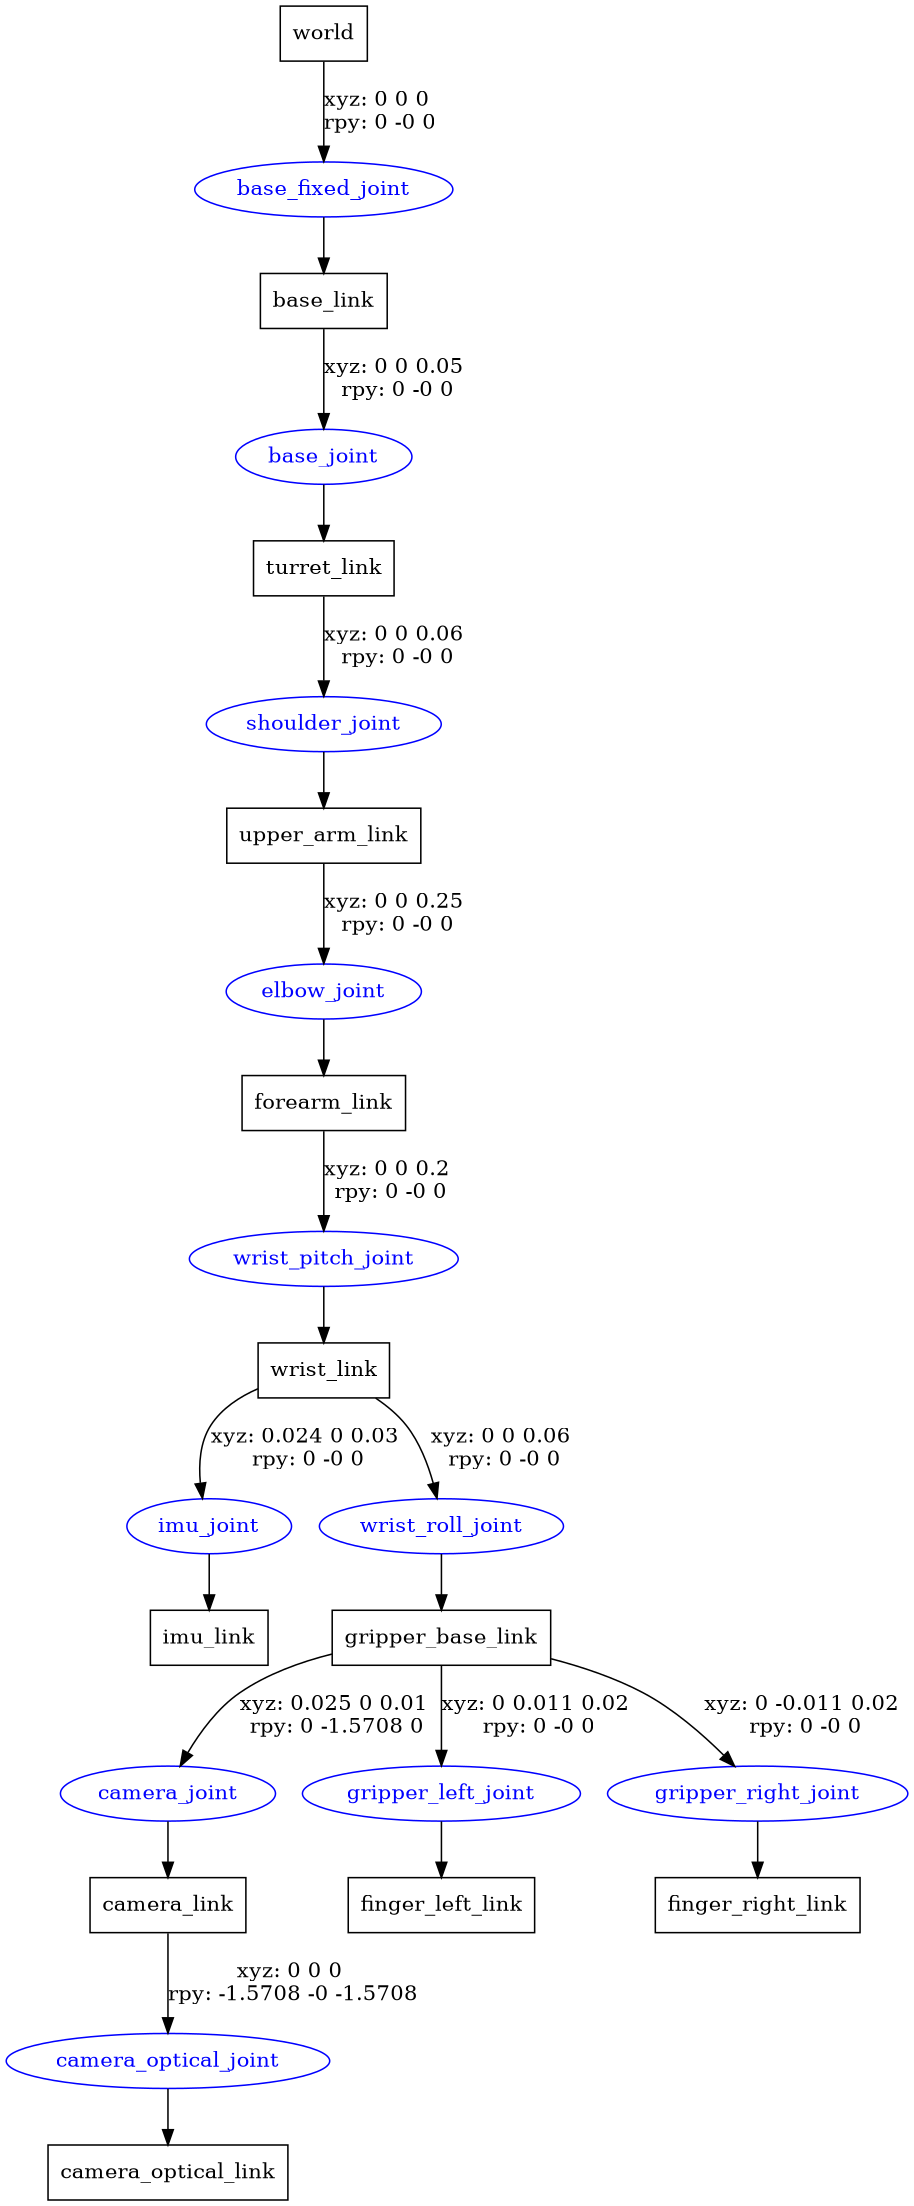 world
xyz: 0 0 0
rpy: 0 -0 0
base_fixed_joint
base_link
xyz: 0 0 0.05
rpy: 0 -0 0
base_joint
turret_link
xyz: 0 0 0.06
rpy: 0 -0 0
shoulder_joint
upper_arm_link
xyz: 0 0 0.25
rpy: 0 -0 0
elbow_joint
forearm_link
xyz: 0 0 0.2
rpy: 0 -0 0
wrist_pitch_joint
wrist_link
xyz: 0.024 0 0.03
rpy: 0 -0 0
xyz: 0 0 0.06
rpy: 0 -0 0
imu_joint
wrist_roll_joint
imu_link
gripper_base_link
xyz: 0.025 0 0.01
rpy: 0 -1.5708 0
xyz: 0 0.011 0.02
rpy: 0 -0 0
xyz: 0 -0.011 0.02
rpy: 0 -0 0
camera_joint
gripper_left_joint
gripper_right_joint
camera_link
finger_left_link
finger_right_link
xyz: 0 0 0
rpy: -1.5708 -0 -1.5708
camera_optical_joint
camera_optical_link